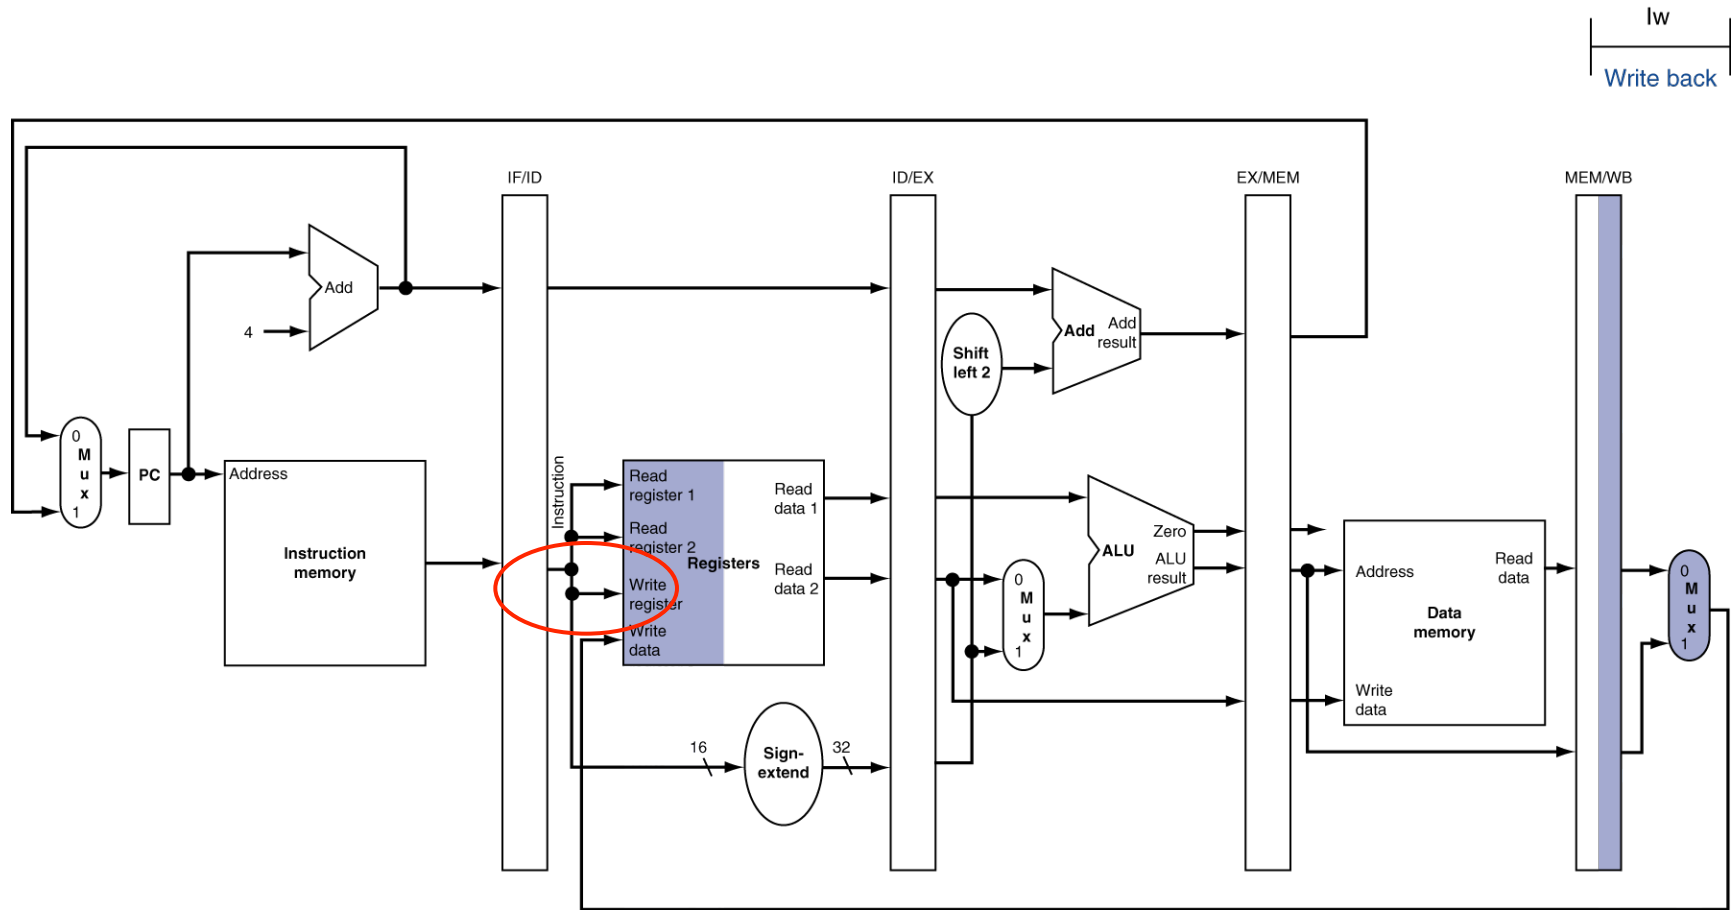 lw
Write back
IF/ID
ID/EX
EX/MEM
MEM/WB
Add
4
Add
Add
result
Shift
left 2
0
M
u
x
1
PC
Address
Instruction
memory
Instruction
Read
register 1
Read
register 2
Write
register
Write
data
Registers
Read
data 1
Read
data 2
16
Sign-
extend
32
0
M
u
x
1
Zero
ALU
ALU
result
Address
Read
data
Data
memory
Write
data
0
M
u
x
1